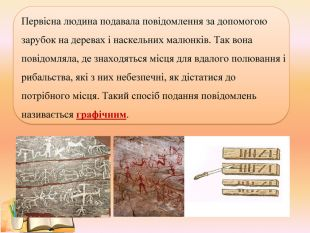 Первісна людина подавала повідомлення за допомогою
зарубок на деревах і наскельних малюнків. Так вона
повідомляла, де знаходяться місця для вдалого полювання і
рибальства, які з них небезпечні, як дістатися до
потрібного місця. Такий спосіб подання повідомлень
називається графічним.